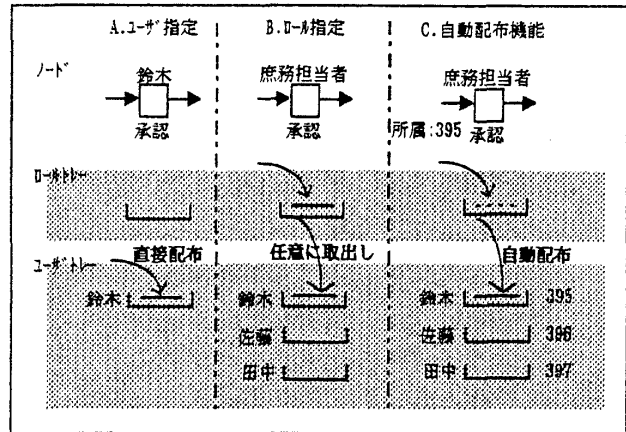 A.ユーザ指定 B.ロール指定 C.自動配布機能
ノード
鈴木 庶務担当者 庶務担当者
承認 承認 所属:395 承認
ロールトレー
直接配布 任意に取出し 自動配布
ユーザトレー
鈴木 鈴木 鈴木 395
佐藤 佐藤 396
田中 田中 397